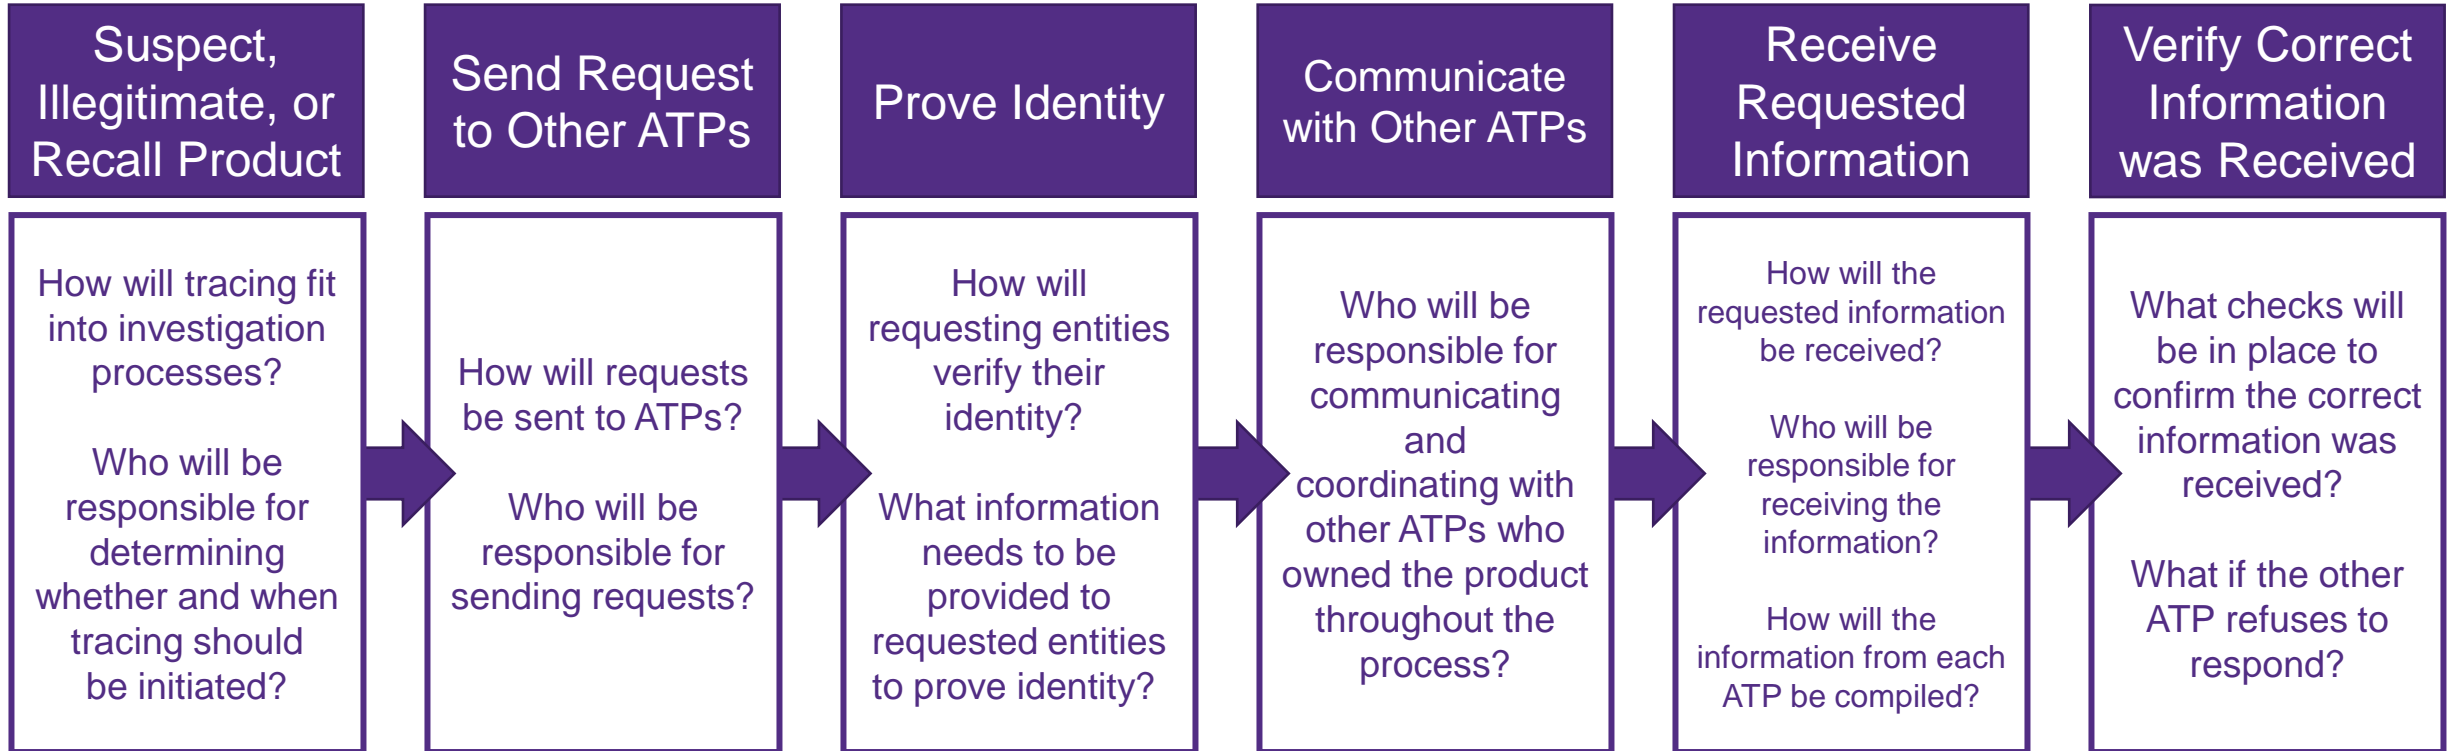 Suspect,
Illegitimate, or
Recall Product
How will tracing fit
into investigation
processes?
Who will be
responsible for
determining
whether and when
tracing should
be initiated?
Send Request
to Other ATPs
How will requests
be sent to ATPs?
Who will be
responsible for
sending requests?
Prove Identity
How will
requesting entities
verify their
identity?
What information
needs to be
provided to
requested entities
to prove identity?
Communicate
with Other ATPs
Who will be
responsible for
communicating
and
coordinating with
other ATPs who
owned the product
throughout the
process?
Receive
Requested
Information
How will the
requested information
be received?
Who will be
responsible for
receiving the
information?
How will the
information from each
ATP be compiled?
Verify Correct
Information
was Received
What checks will
be in place to
confirm the correct
information was
received?
What if the other
ATP refuses to
respond?